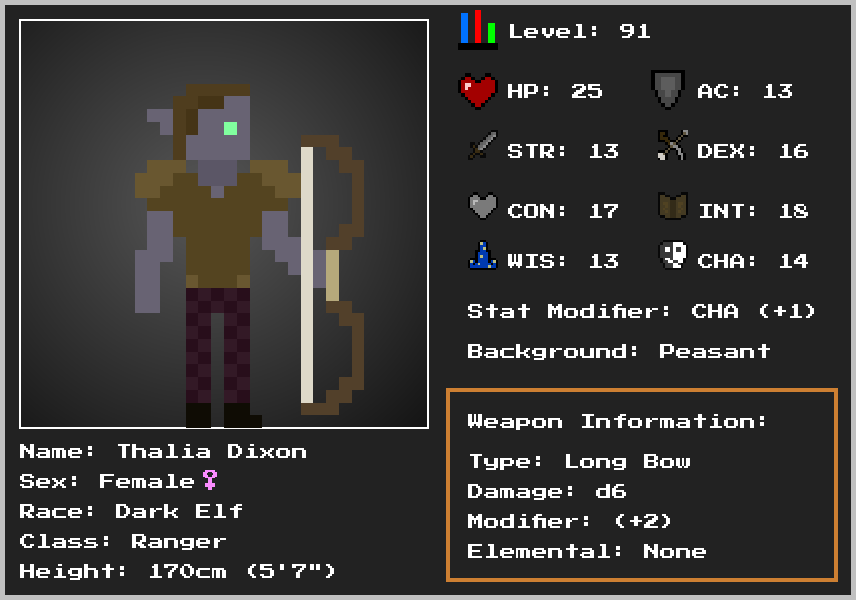 Level: 91
HP: 25 AC: 13
STR: 13 DEX: 16
CON: 17 INT: 18
WIS: 13 CHA: 14
Stat Modifier: CHA (+1)
Background: Peasant
Weapon Information:
Type: Long Bow
Damage: d6
Modifier: (+2)
Elemental: None
Name: Thalia Dixon
Sex: Female♀
Race: Dark Elf
Class: Ranger
Height: 170cm (5'7")